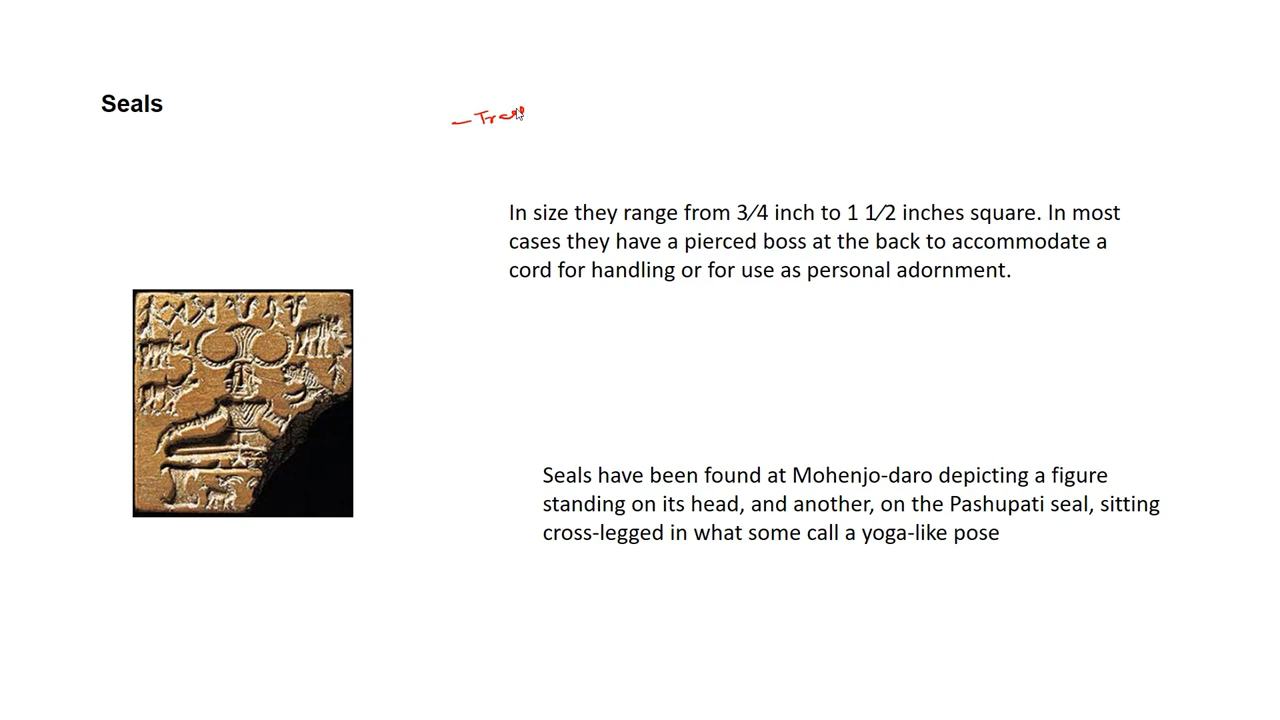 Seals
In size they range from 3⁄4 inch to 1 1⁄2 inches square. In most
cases they have a pierced boss at the back to accommodate a
cord for handling or for use as personal adornment.
Seals have been found at Mohenjo-daro depicting a figure
standing on its head, and another, on the Pashupati seal, sitting
cross-legged in what some call a yoga-like pose